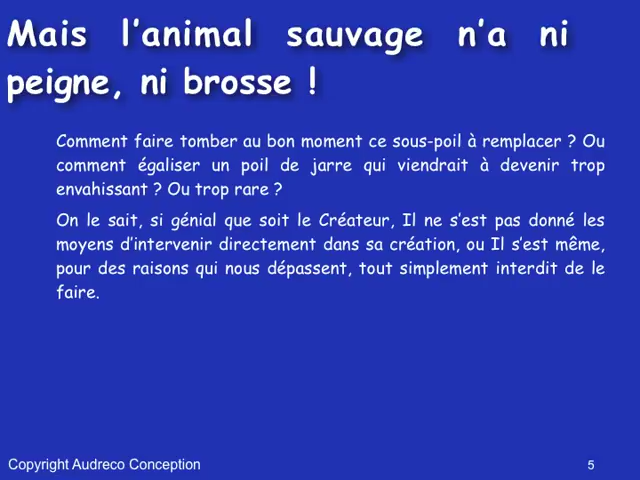 Mais l’animal sauvage n’a ni
peigne, ni brosse !
Comment faire tomber au bon moment ce sous-poil à remplacer ? Ou
comment égaliser un poil de jarre qui viendrait à devenir trop
envahissant ? Ou trop rare ?
On le sait, si génial que soit le Créateur, Il ne s’est pas donné les
moyens d’intervenir directement dans sa création, ou Il s’est même,
pour des raisons qui nous dépassent, tout simplement interdit de le
faire.
Copyright Audreco Conception
5